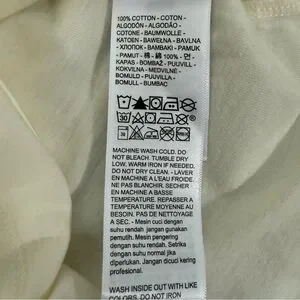 100% COTTON - COTON -
ALGODÓN - ALGODÃO -
COTONE - BAUMWOLLE -
KATOEN - BAWEŁNA - BAVLNA
- ХЛОПОК - BAMBAKI - PAMUK
- ПАМУТ - 棉 - 綿 100% - 면 -
KAPAS - BOMBAŽ - PUUVILL -
KOKVILNA - MEDVILNĖ -
BOMULD - PUUVILLA -
BOMULL - BUMBAC
30
MACHINE WASH COLD. DO
NOT BLEACH. TUMBLE DRY
LOW. WARM IRON IF NEEDED.
DO NOT DRY CLEAN. - LAVER
EN MACHINE A L'EAU FROIDE.
NE PAS BLANCHIR. SECHER
EN MACHINE A BASSE
TEMPERATURE. REPASSER A
TEMPERATURE MOYENNE
AU BESOIN. PAS DE NETTOYAGE
A SEC. - Mesin cuci dengan
suhu rendah. jangan gunakan
pemutih. Mesin pengering
dengan suhu rendah. Setrika
dengan suhu normal jika
diperlukan. Jangan dicuci kering
profesional.
WASH INSIDE OUT WITH LIKE
COLORS. DO NOT IRON